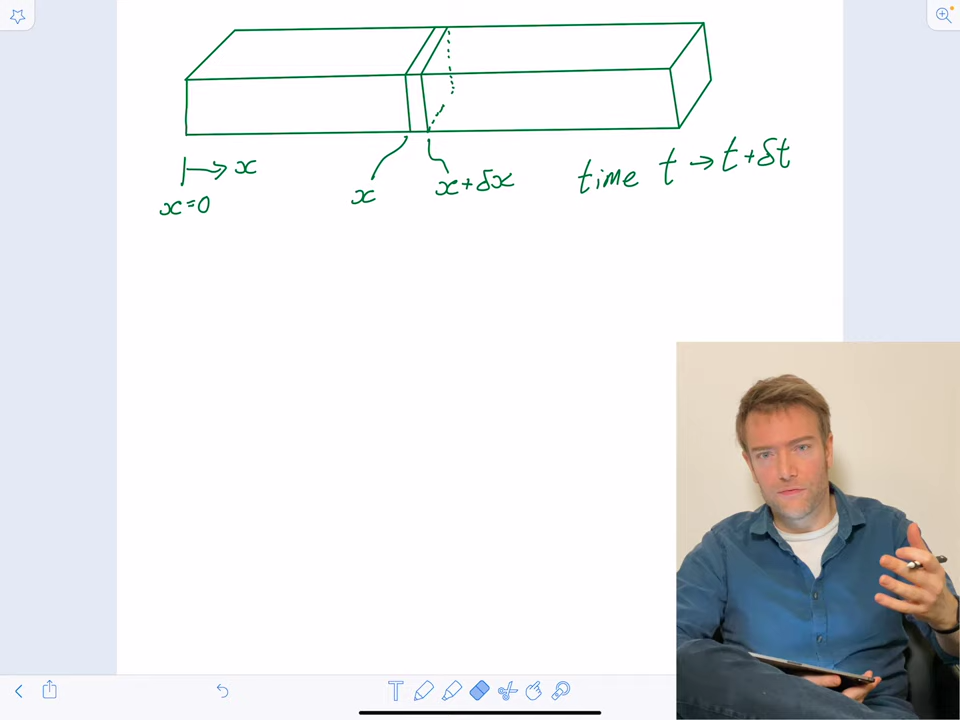 time t → t+δt
x
x
x+δx
x=0
T